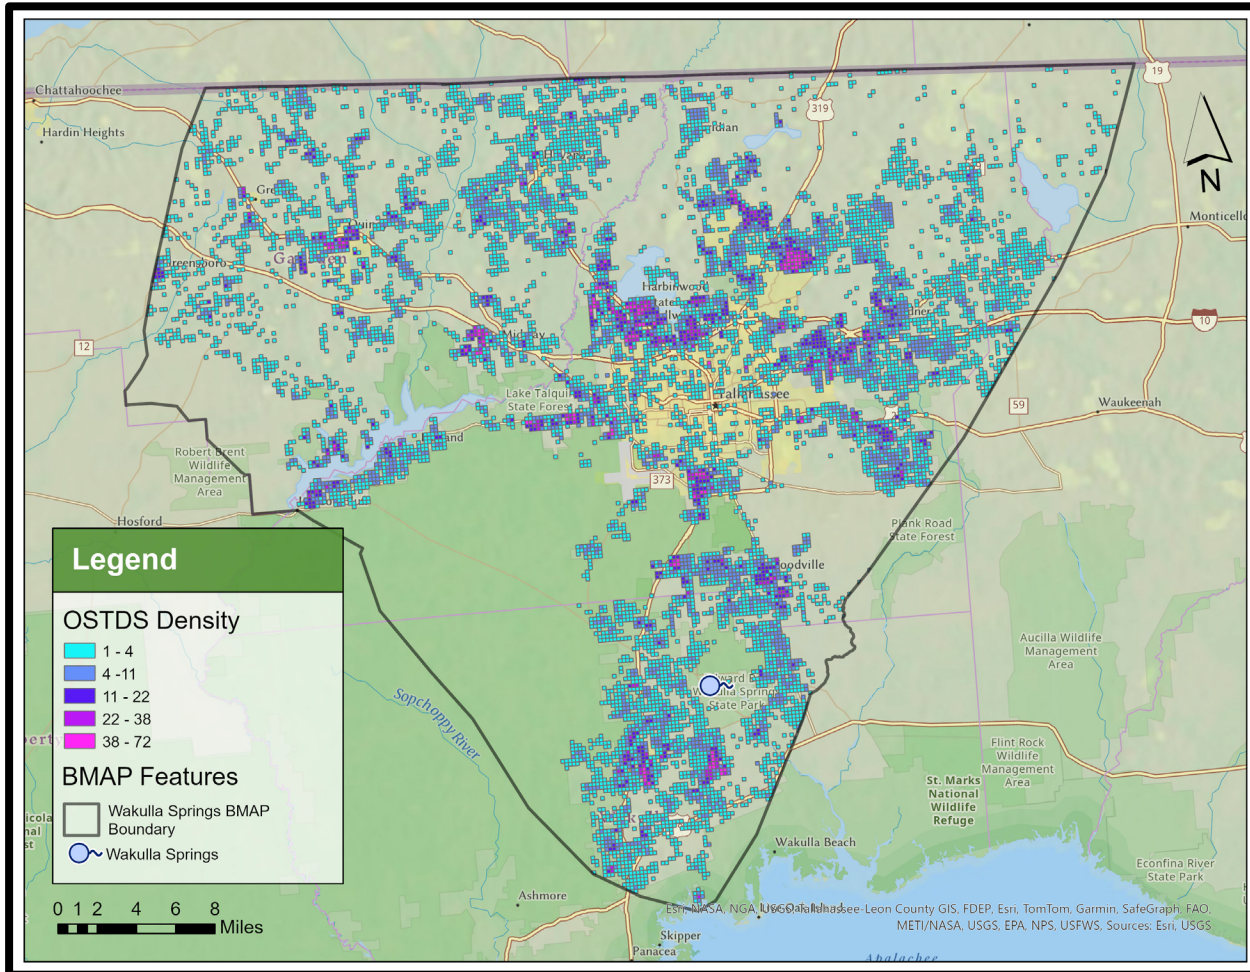 Chattahoochee
Hardin Heights
19
319
N
Monticello
Harbinwood
Midway
10
12
Lake Talquin
State Forest
Tallahassee
59
Waukeenah
Robert Brent
Wildlife
Management
Area
373
Hosford
Plank Road
State Forest
Aucilla Wildlife
Management
Area
State Park
Sopchoppy River
Flint Rock
Wildlife
Management
Area
St. Marks
National
Wildlife
Refuge
Wakulla Beach
Econfina River
State Park
Ashmore
Skipper
Panacea
Apalachee
Legend
OSTDS Density
1 - 4
4 -11
11 - 22
22 - 38
38 - 72
BMAP Features
Wakulla Springs BMAP
Boundary
Wakulla Springs
0 1 2 4 6 8
Miles
Esri, NASA, NGA, USGS, Tallahassee-Leon County GIS, FDEP, Esri, TomTom, Garmin, SafeGraph, FAO,
METI/NASA, USGS, EPA, NPS, USFWS, Sources: Esri, USGS